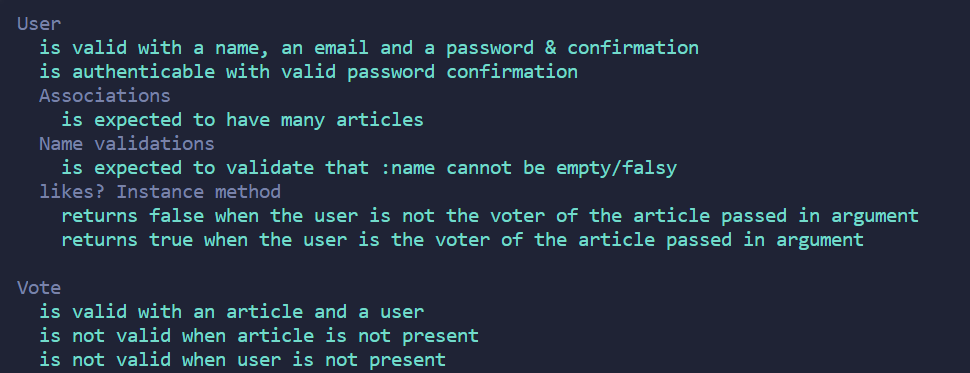 User
is valid with a name, an email and a password & confirmation
is authenticable with valid password confirmation
Associations
is expected to have many articles
Name validations
is expected to validate that :name cannot be empty/falsy
likes? Instance method
returns false when the user is not the voter of the article passed in argument
returns true when the user is the voter of the article passed in argument
Vote
is valid with an article and a user
is not valid when article is not present
is not valid when user is not present